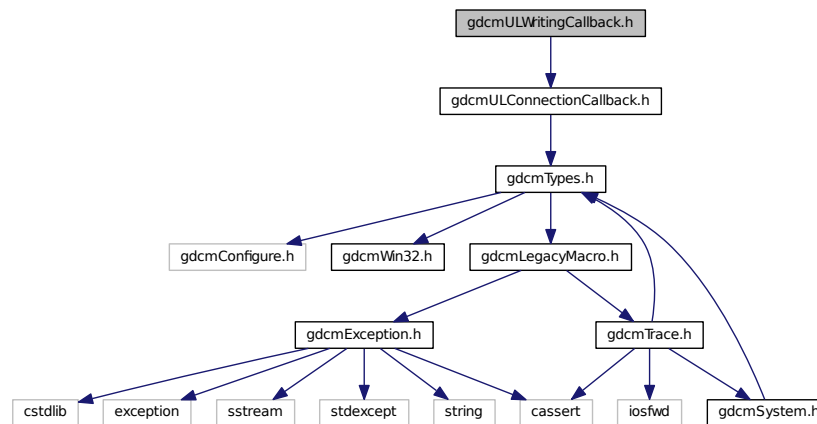 gdcmULWritingCallback.h
gdcmULConnectionCallback.h
gdcmTypes.h
gdcmConfigure.h
gdcmWin32.h
gdcmLegacyMacro.h
gdcmException.h
gdcmTrace.h
cstdlib
exception
sstream
stdexcept
string
cassert
iosfwd
gdcmSystem.h